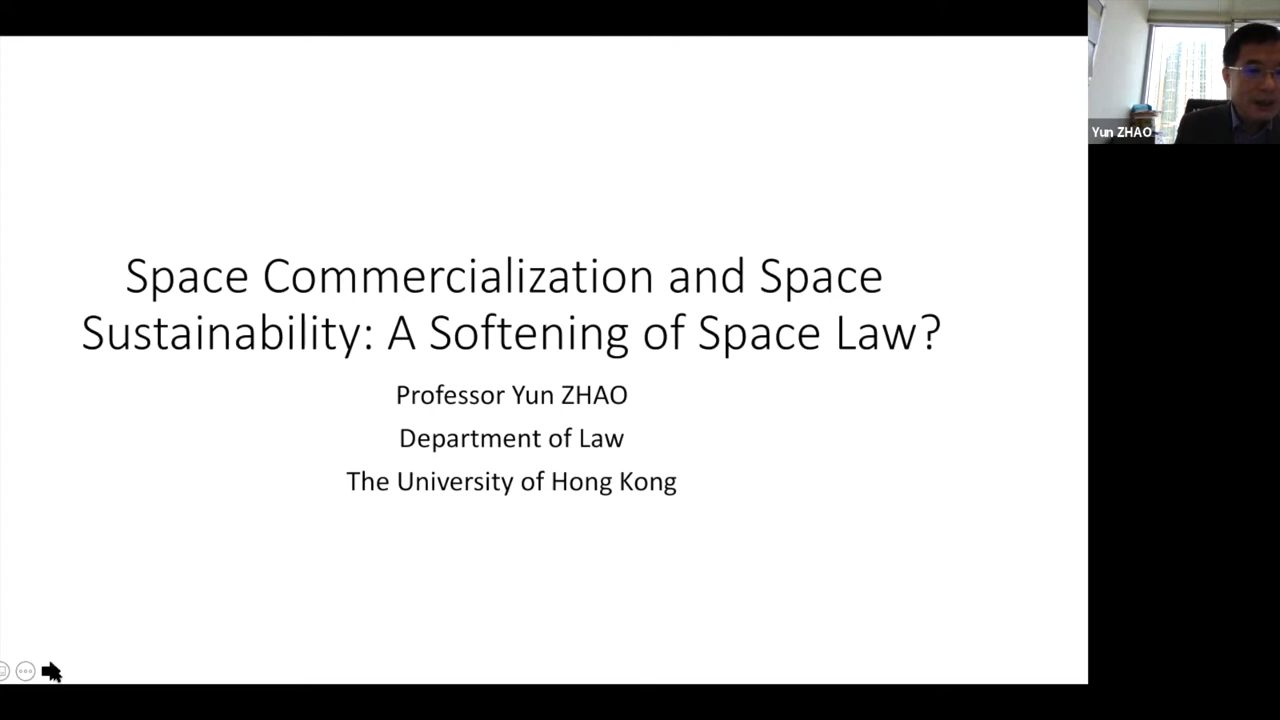 Space Commercialization and Space
Sustainability: A Softening of Space Law?
Professor Yun ZHAO
Department of Law
The University of Hong Kong
Yun ZHAO